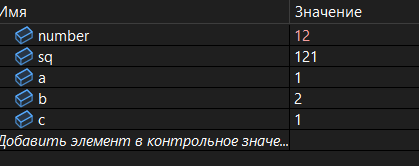 Имя Значение
number 12
sq 121
a 1
b 2
c 1
Добавить элемент в контрольное значе...